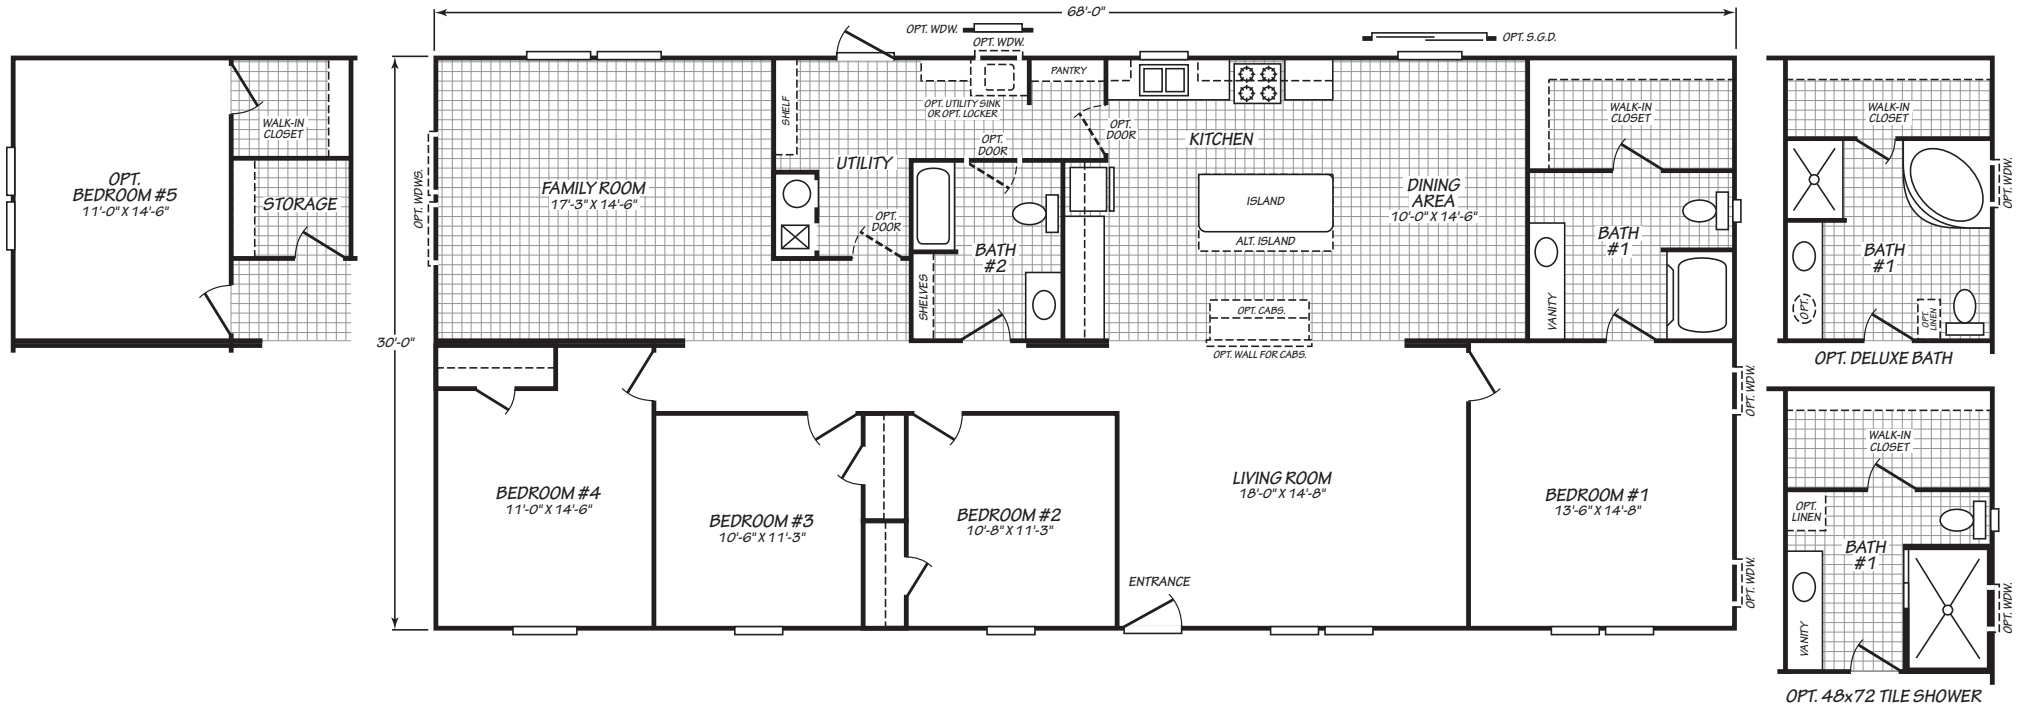 68'-0"
OPT. WDW.
OPT. WDW.
OPT. S.G.D.
30'-0"
OPT.
BEDROOM #5
11'-0" X 14'-6"
WALK-IN
CLOSET
STORAGE
OPT. WDWS.
FAMILY ROOM
17'-3" X 14'-6"
SHELF
UTILITY
OPT. UTILITY SINK
OR OPT. LOCKER
OPT.
DOOR
OPT.
DOOR
PANTRY
OPT.
DOOR
BATH
#2
SHELVES
KITCHEN
ISLAND
ALT. ISLAND
OPT. CABS.
OPT. WALL FOR CABS.
DINING
AREA
10'-0" X 14'-6"
WALK-IN
CLOSET
BATH
#1
VANITY
BEDROOM #4
11'-0" X 14'-6"
BEDROOM #3
10'-6" X 11'-3"
BEDROOM #2
10'-8" X 11'-3"
ENTRANCE
LIVING ROOM
18'-0" X 14'-8"
BEDROOM #1
13'-6" X 14'-8"
OPT. WDW.
OPT. WDW.
WALK-IN
CLOSET
OPT. WDW.
BATH
#1
OPT.
OPT.
LINEN
OPT. DELUXE BATH
WALK-IN
CLOSET
OPT.
LINEN
BATH
#1
VANITY
OPT. WDW.
OPT. 48x72 TILE SHOWER